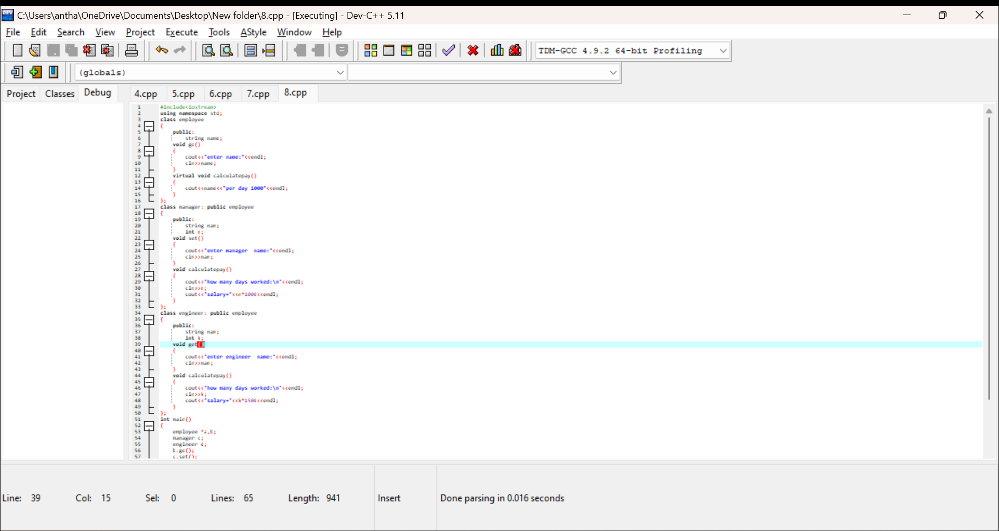 C:\Users\antha\OneDrive\Documents\Desktop\New folder\8.cpp - [Executing] - Dev-C++ 5.11
File Edit Search View Project Execute Tools AStyle Window Help
TDM-GCC 4.9.2 64-bit Profiling
(globals)
Project Classes Debug 4.cpp 5.cpp 6.cpp 7.cpp 8.cpp
1 #include<iostream>
2 using namespace std;
3 class employee
4 {
5 public:
6 string name;
7 void go()
8 {
9 cout<<"enter name:"<<endl;
10 cin>>name;
11 }
12 virtual void calculatepay()
13 {
14 cout<<name<<"per day 1000"<<endl;
15 }
16 };
17 class manager: public employee
18 {
19 public:
20 string nam;
21 int n;
22 void set()
23 {
24 cout<<"enter manager  name:"<<endl;
25 cin>>nam;
26 }
27 void calculatepay()
28 {
29 cout<<"how many days worked:\n"<<endl;
30 cin>>n;
31 cout<<"salary="<<n*1000<<endl;
32 }
33 };
34 class engineer: public employee
35 {
36 public:
37 string nam;
38 int k;
39 void get()
40 {
41 cout<<"enter engineer  name:"<<endl;
42 cin>>nam;
43 }
44 void calculatepay()
45 {
46 cout<<"how many days worked:\n"<<endl;
47 cin>>k;
48 cout<<"salary="<<k*1500<<endl;
49 }
50 };
51 int main()
52 {
53 employee *a,b;
54 manager c;
55 engineer d;
56 b.go();
57 c.set();
Line: 39 Col: 15 Sel: 0 Lines: 65 Length: 941 Insert Done parsing in 0.016 seconds